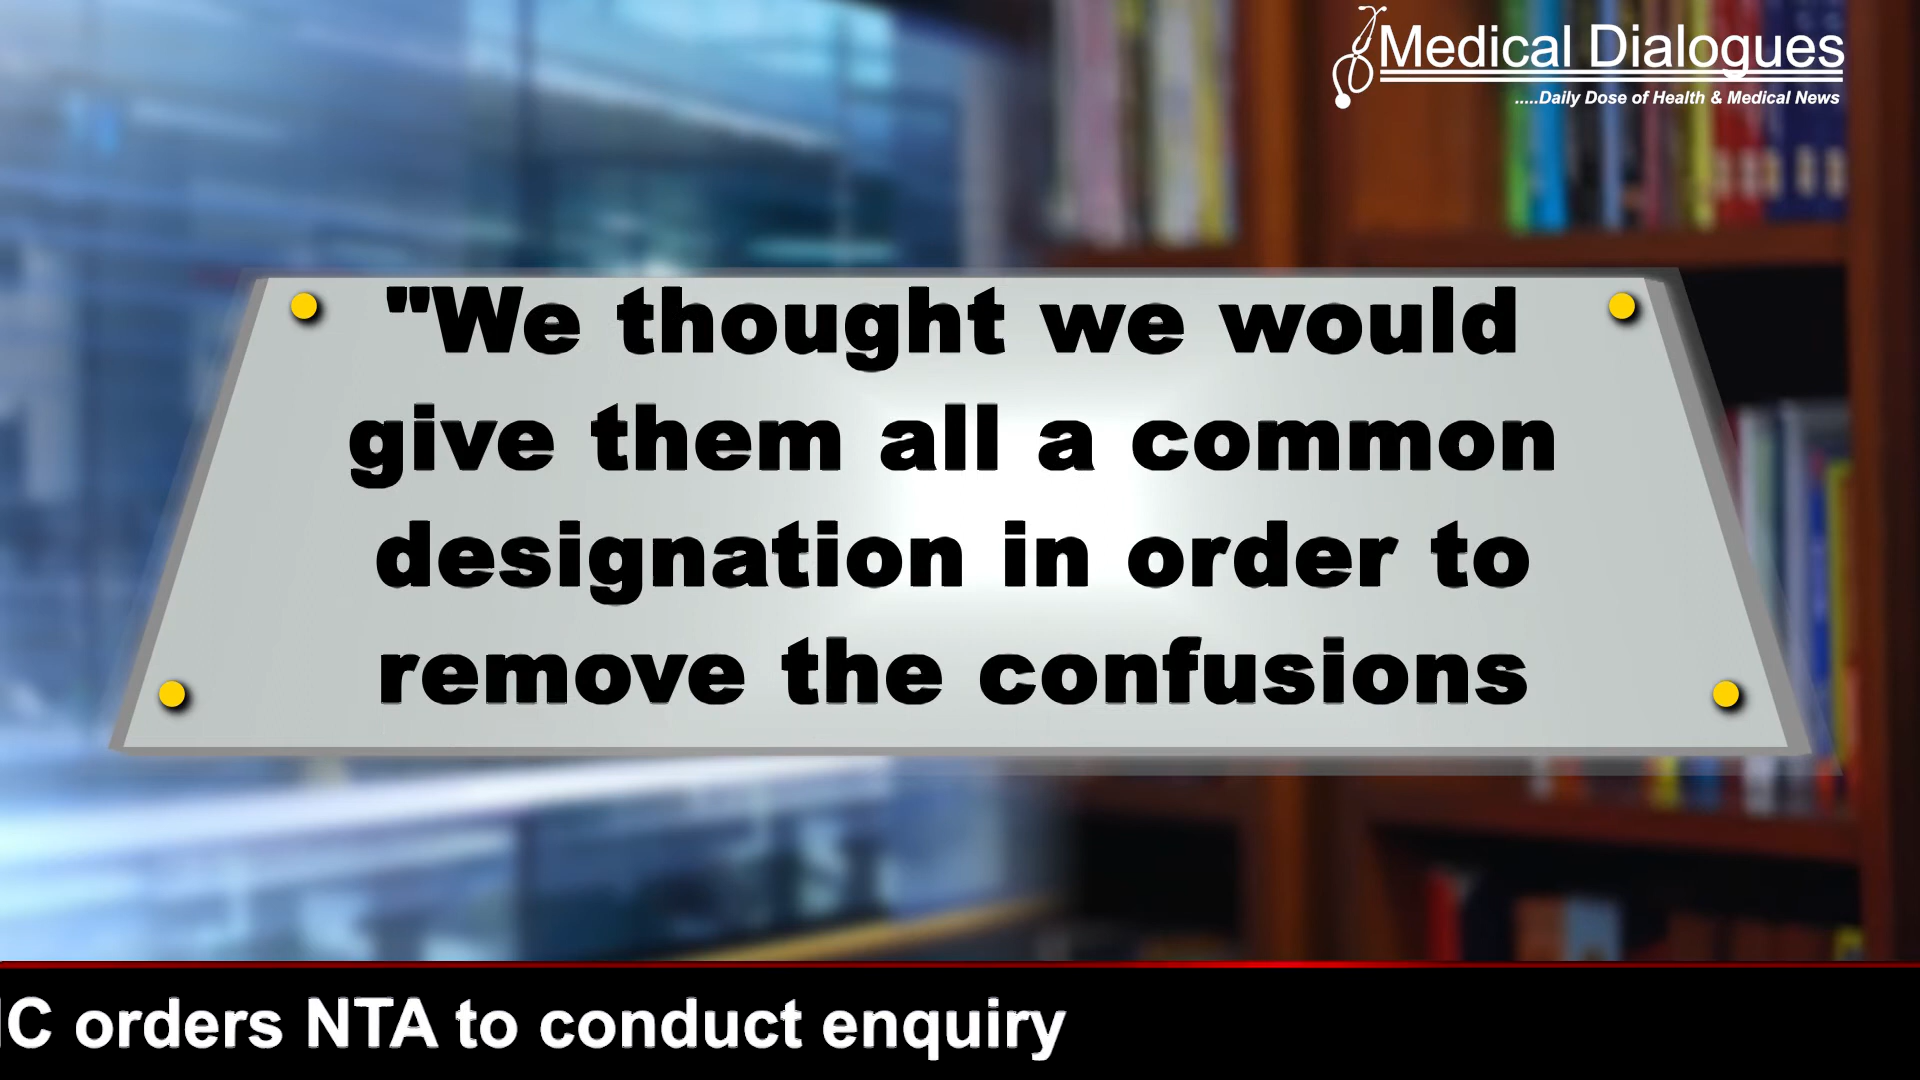 Medical Dialogues
.....Daily Dose of Health & Medical News
"We thought we would
give them all a common
designation in order to
remove the confusions
orders NTA to conduct enquiry